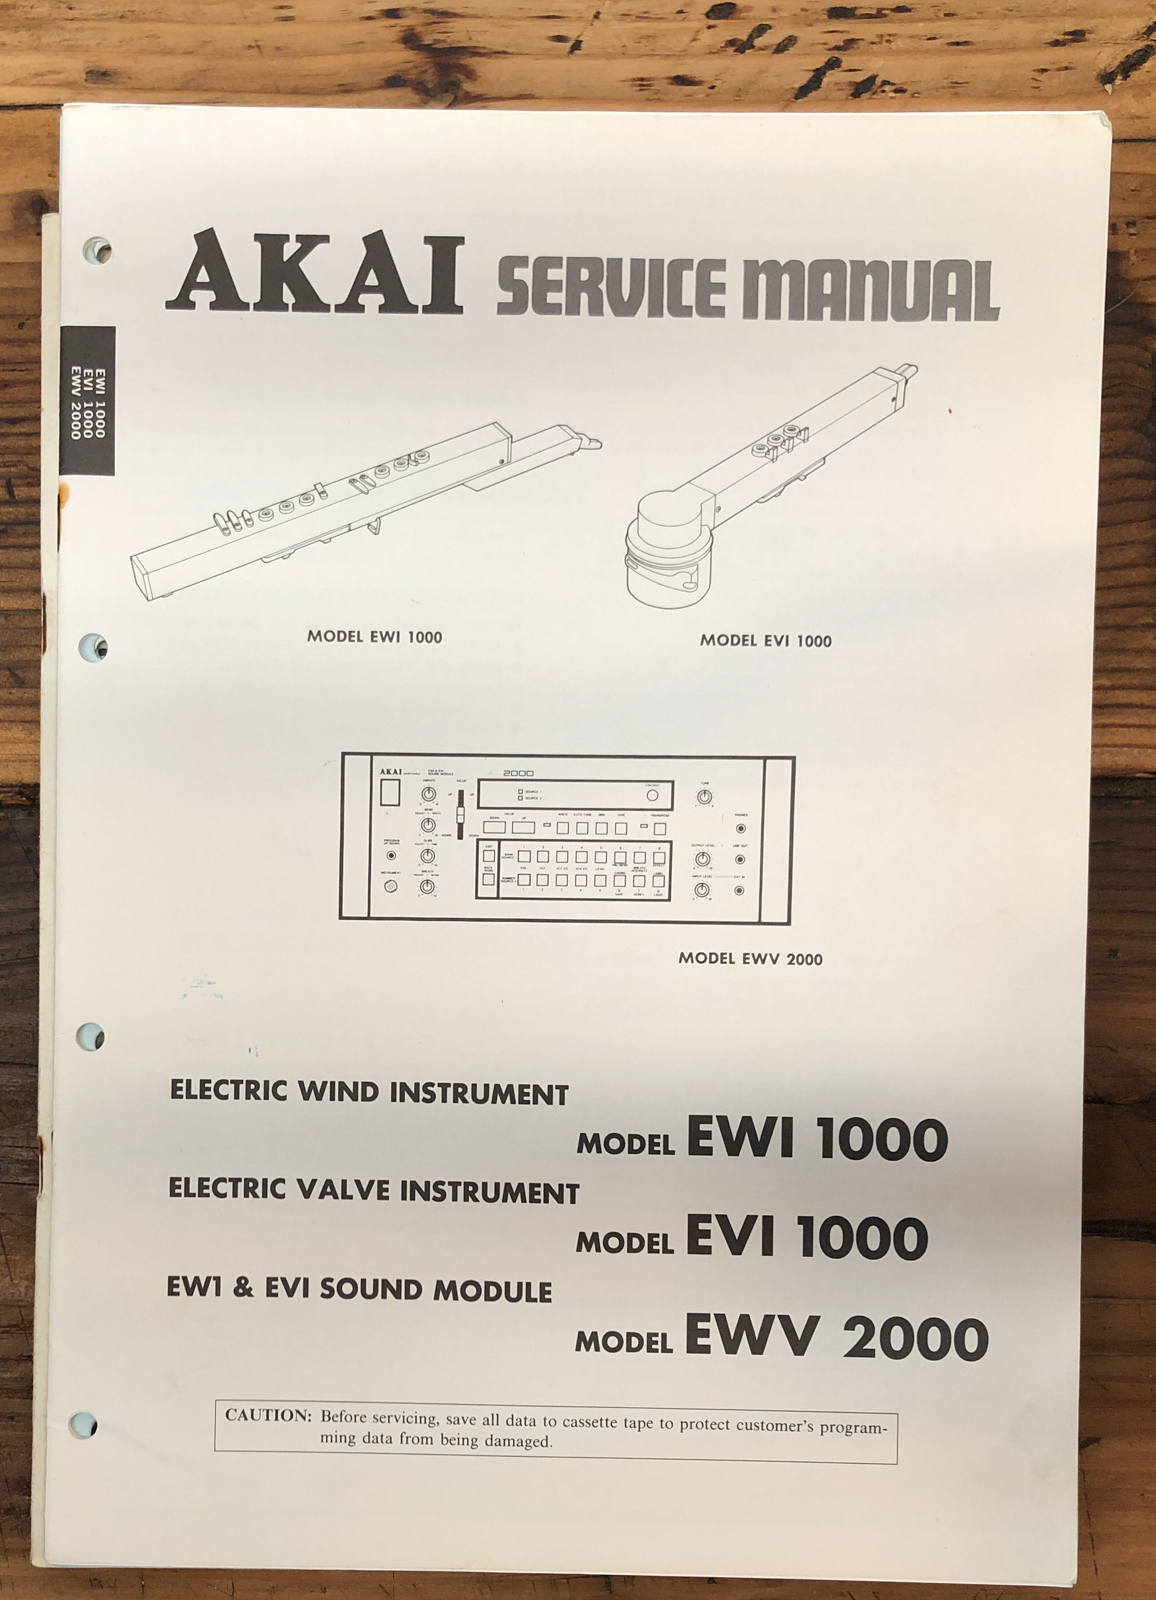 AKAI SERVICE MANUAL
EWI 1000
EVI 1000
EWV 2000
MODEL EWI 1000
MODEL EVI 1000
AKAI
2000
MODEL EWV 2000
ELECTRIC WIND INSTRUMENT
MODEL EWI 1000
ELECTRIC VALVE INSTRUMENT
MODEL EVI 1000
EW1 & EVI SOUND MODULE
MODEL EWV 2000
CAUTION: Before servicing, save all data to cassette tape to protect customer's program-
ming data from being damaged.